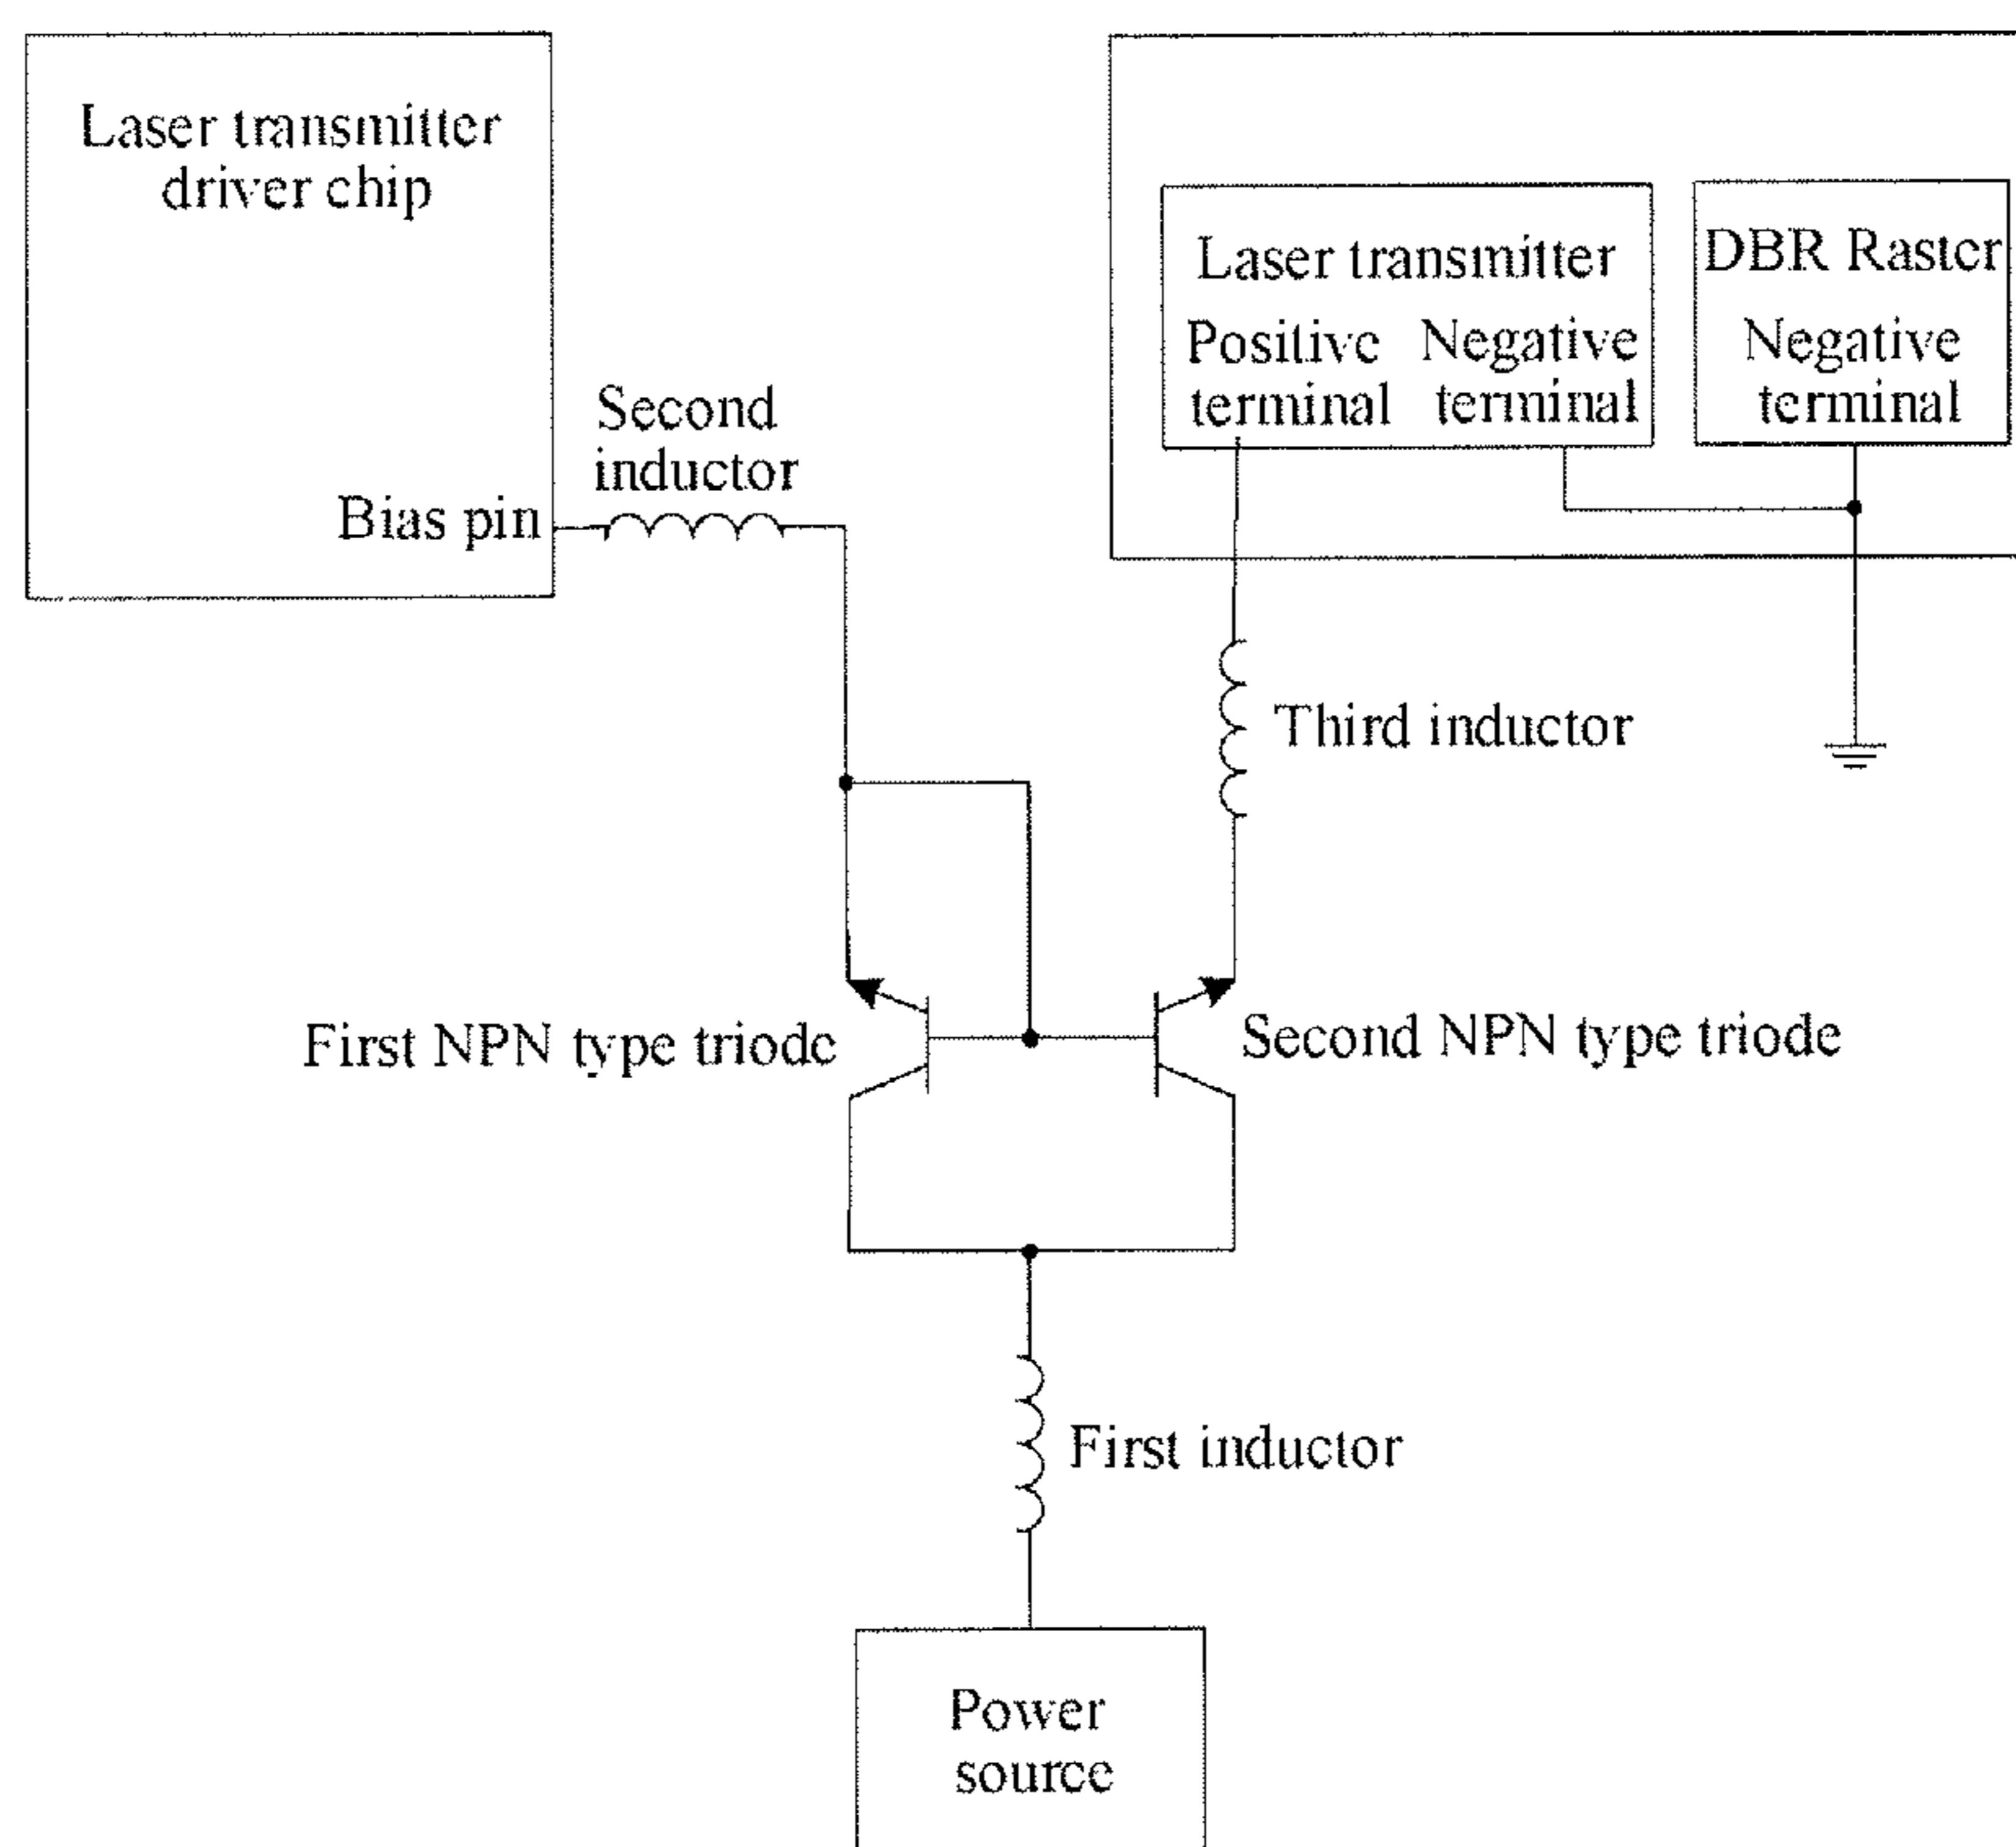 Laser transmitter
driver chip
Bias pin
Second
inductor
Laser transmitter
Positive
terminal
Negative
terminal
DBR Raster
Negative
terminal
Third inductor
First NPN type triode
Second NPN type triode
First inductor
Power
source